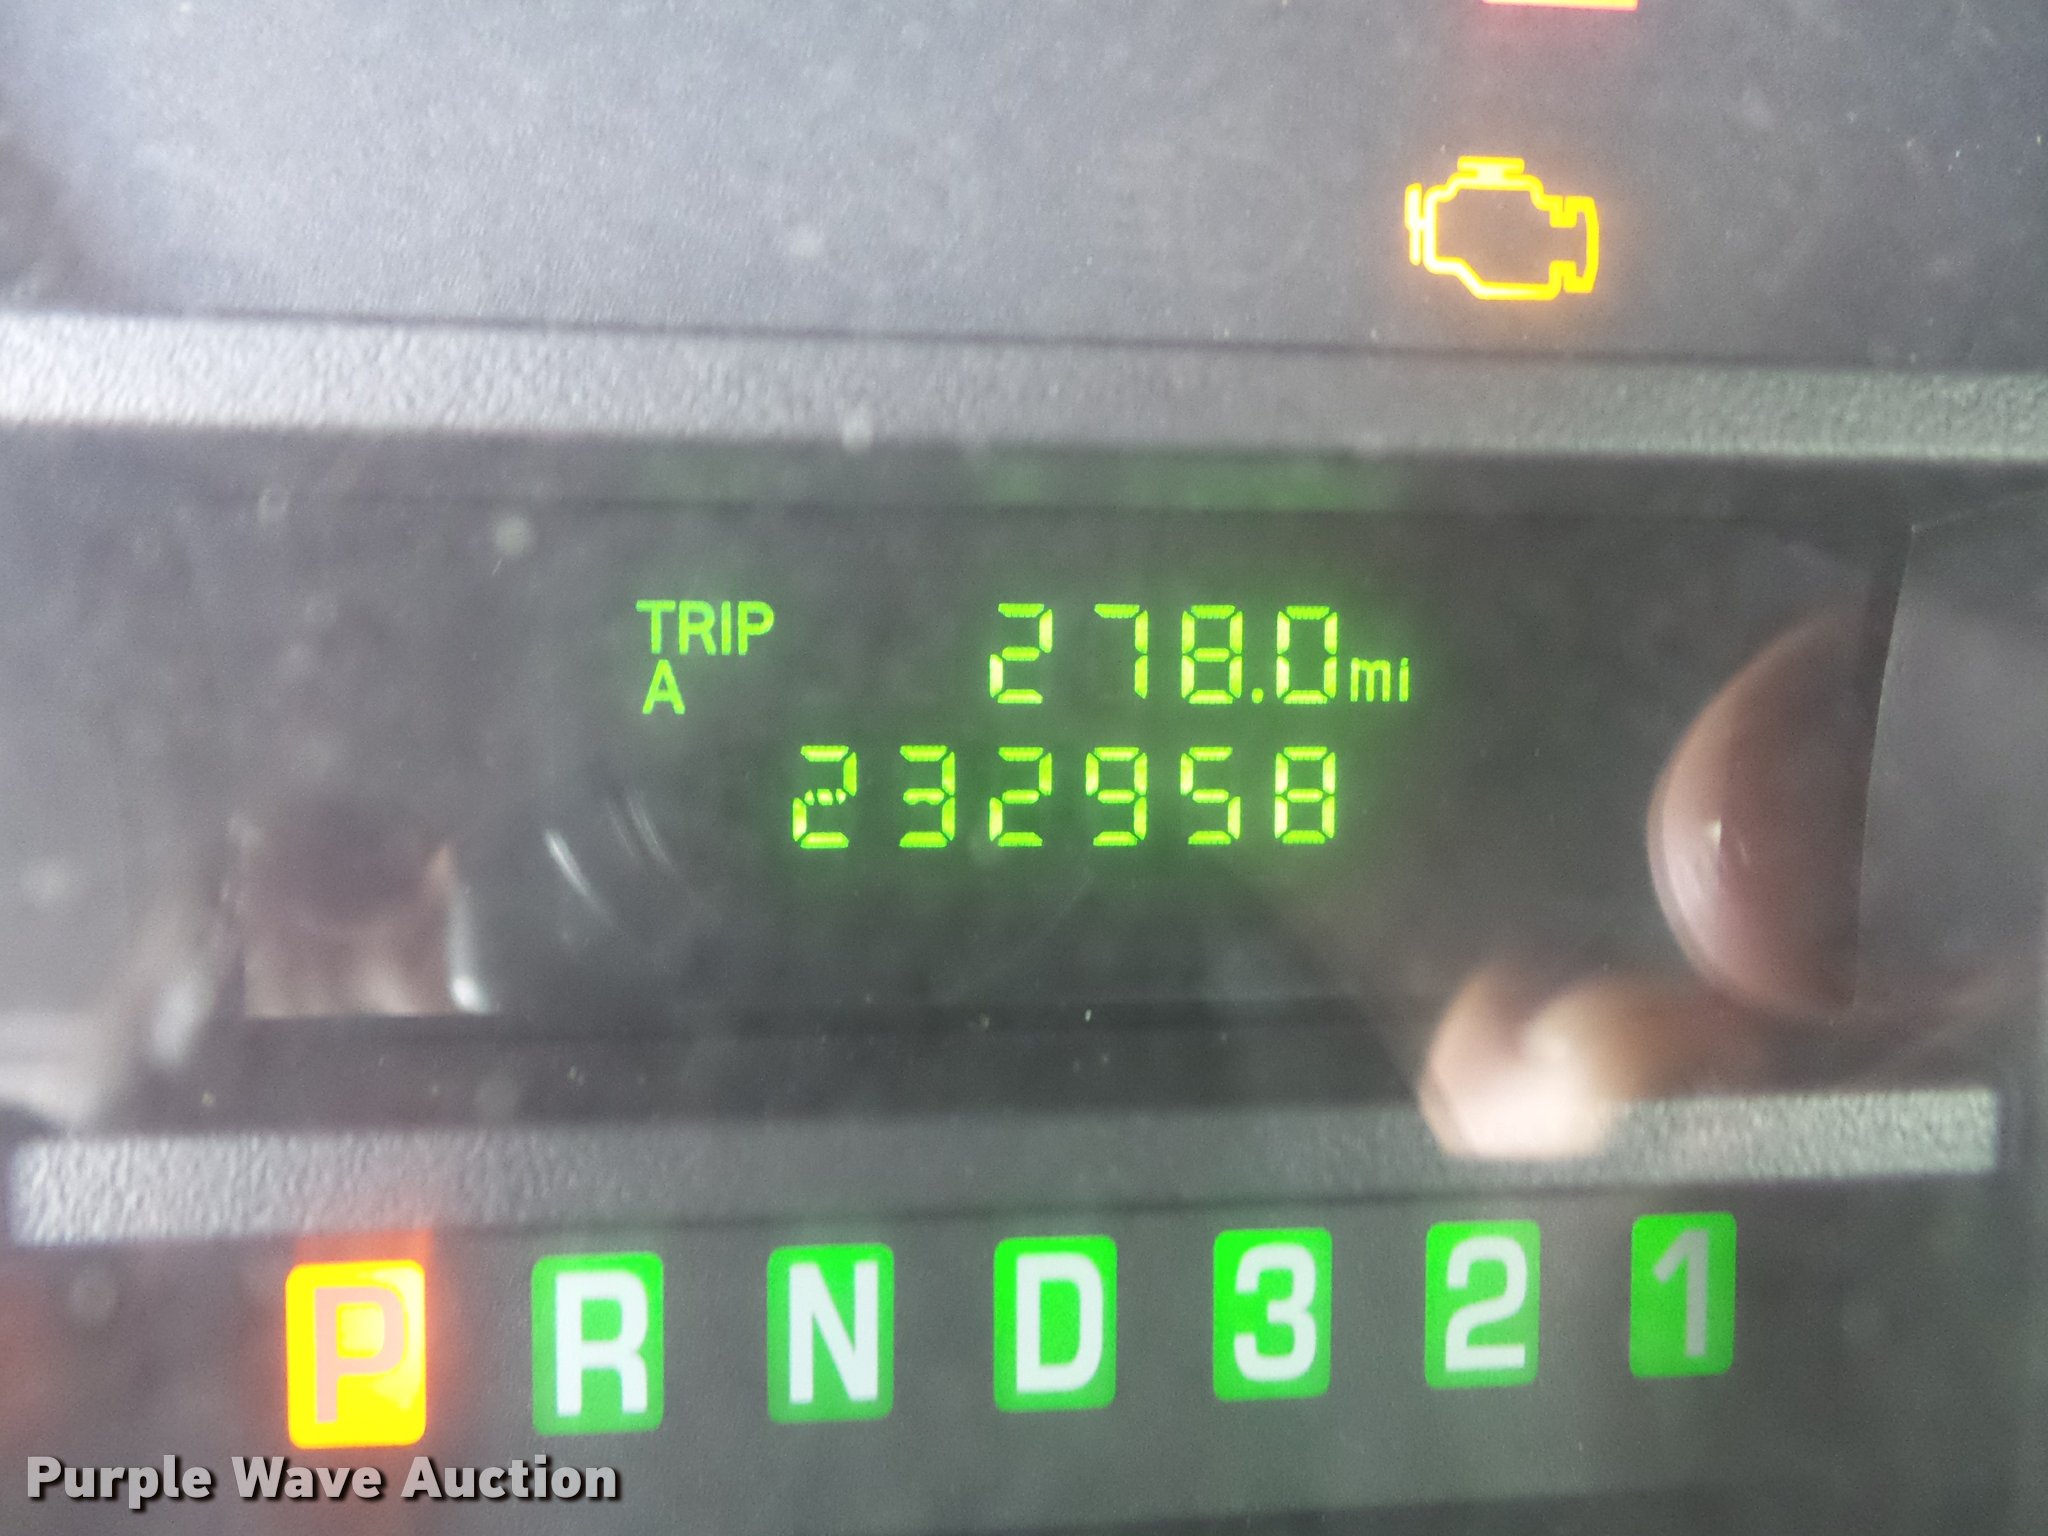 TRIP 278.0mi
A
232958
P R N D 3 2 1
Purple Wave Auction